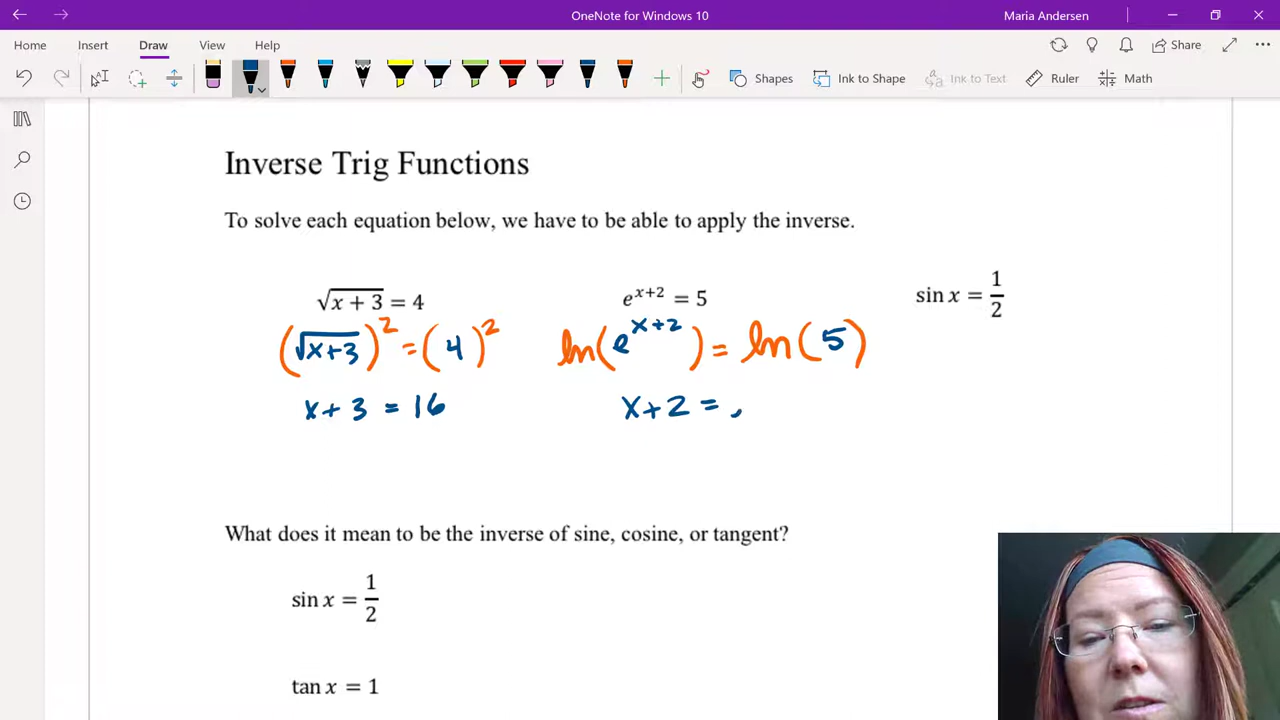 OneNote for Windows 10
Maria Andersen
Home Insert Draw View Help
Share
Shapes Ink to Shape Ink to Text Ruler Math
Inverse Trig Functions
To solve each equation below, we have to be able to apply the inverse.
√x + 3 = 4
e^{x+2} = 5
sin x = 1/2
(√x+3)² = (4)²
ln(e^{x+2}) = ln(5)
x+3 = 16
x+2 =
What does it mean to be the inverse of sine, cosine, or tangent?
sin x = 1/2
tan x = 1